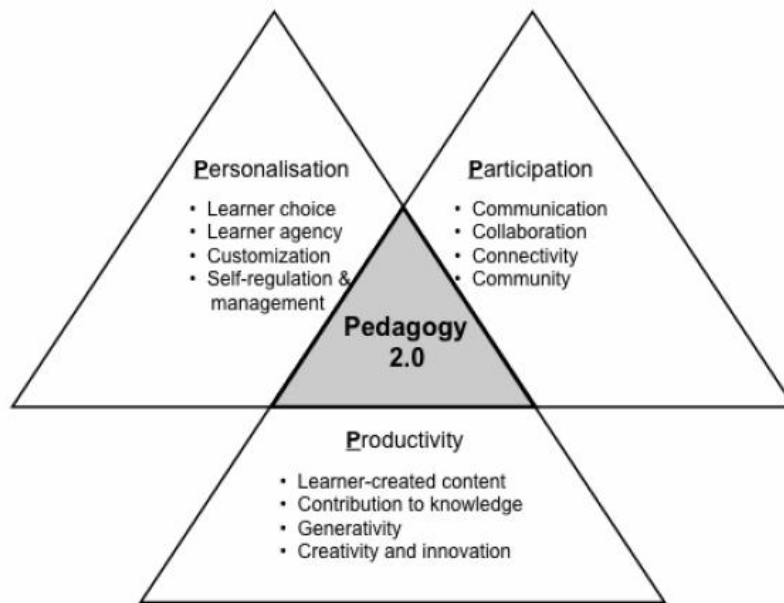 Personalisation
• Learner choice
• Learner agency
• Customization
• Self-regulation &
management
Participation
• Communication
• Collaboration
• Connectivity
• Community
Pedagogy
2.0
Productivity
• Learner-created content
• Contribution to knowledge
• Generativity
• Creativity and innovation